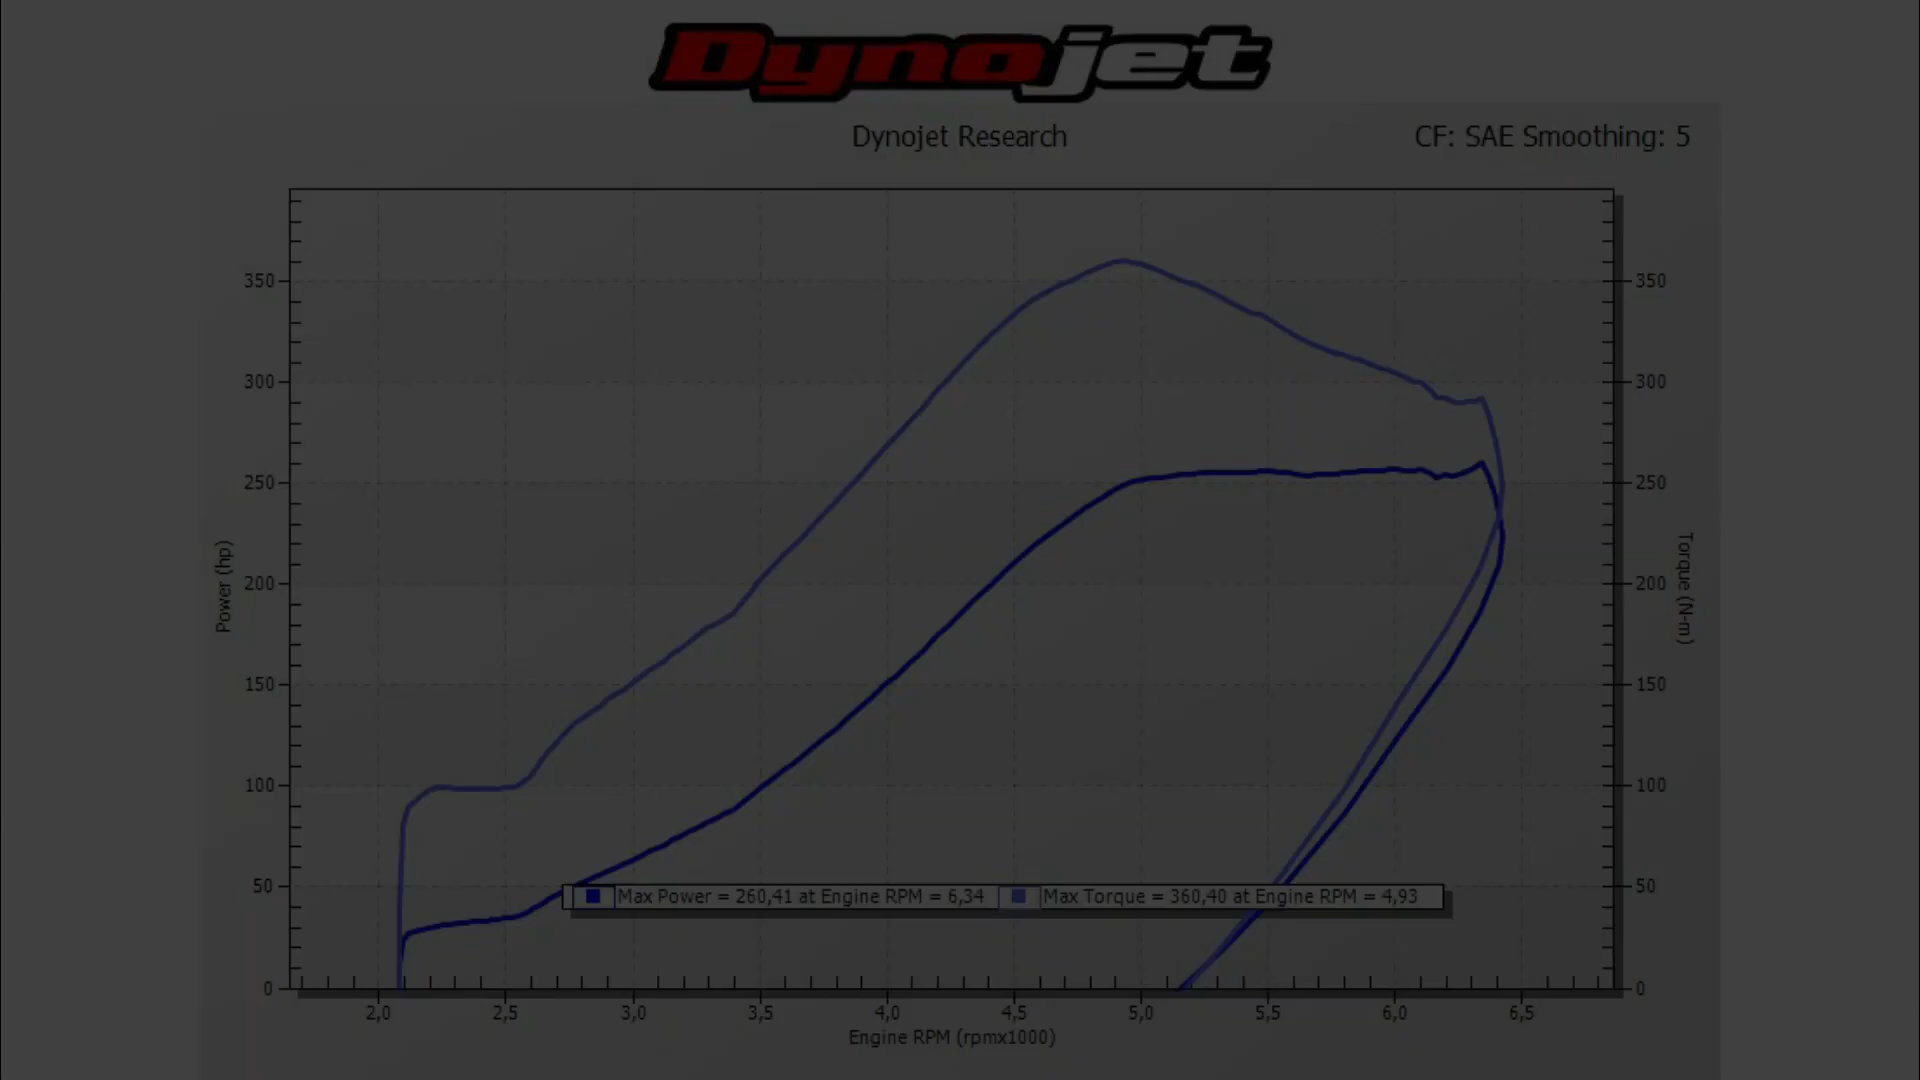 Dynojet
Dynojet Research
CF: SAE Smoothing: 5
350
300
250
200
150
100
50
0
Power (hp)
350
300
250
200
150
100
50
0
Torque (N-m)
Max Power = 260,41 at Engine RPM = 6,34
Max Torque = 360,40 at Engine RPM = 4,93
2,0 2,5 3,0 3,5 4,0 4,5 5,0 5,5 6,0 6,5
Engine RPM (rpmx1000)